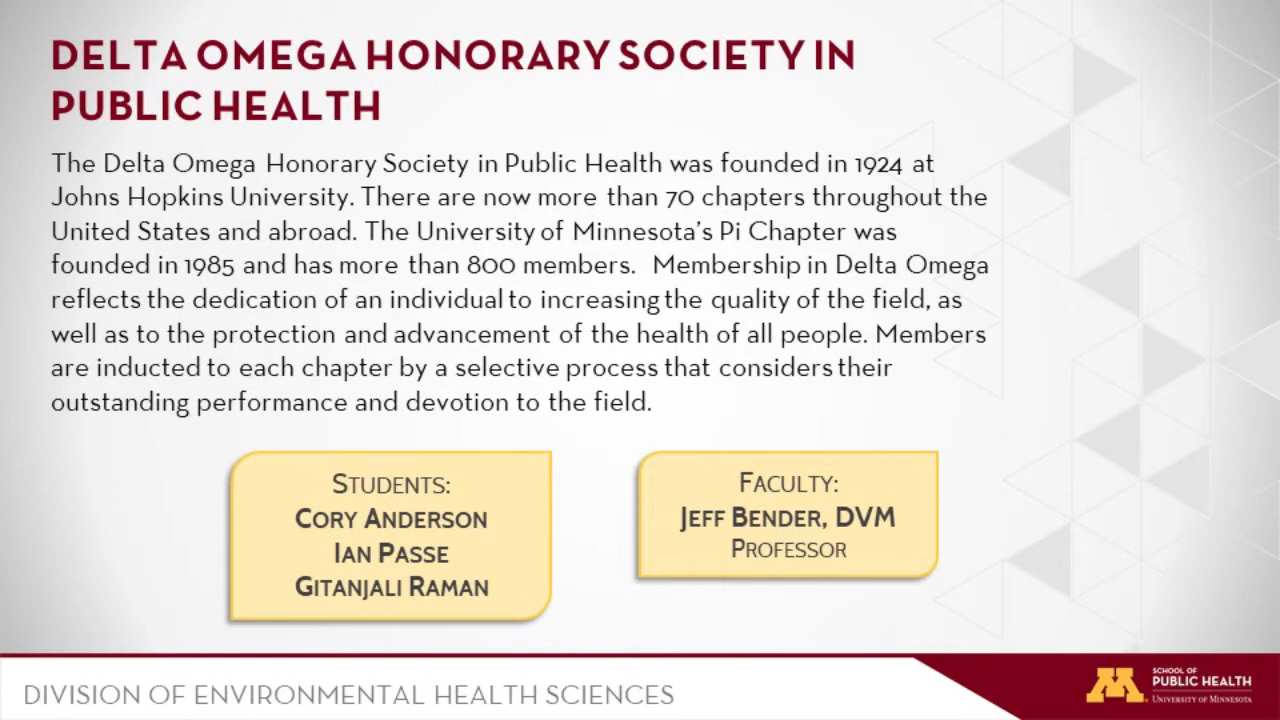 DELTA OMEGA HONORARY SOCIETY IN
PUBLIC HEALTH
The Delta Omega Honorary Society in Public Health was founded in 1924 at
Johns Hopkins University. There are now more than 70 chapters throughout the
United States and abroad. The University of Minnesota's Pi Chapter was
founded in 1985 and has more than 800 members. Membership in Delta Omega
reflects the dedication of an individual to increasing the quality of the field, as
well as to the protection and advancement of the health of all people. Members
are inducted to each chapter by a selective process that considers their
outstanding performance and devotion to the field.
STUDENTS:
CORY ANDERSON
IAN PASSE
GITANJALI RAMAN
FACULTY:
JEFF BENDER, DVM
PROFESSOR
DIVISION OF ENVIRONMENTAL HEALTH SCIENCES
M
SCHOOL OF
PUBLIC HEALTH
UNIVERSITY OF MINNESOTA